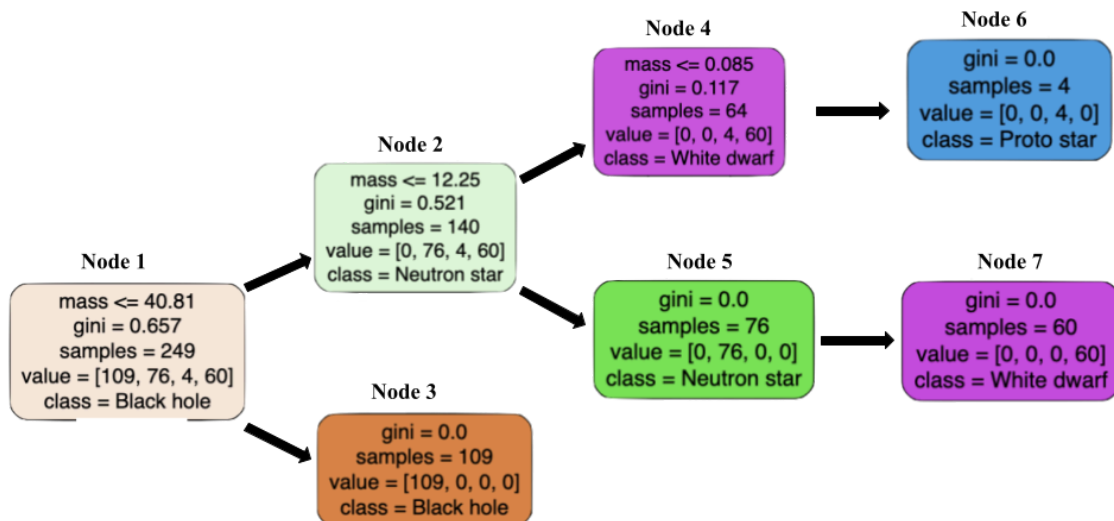 Node 1
mass <= 40.81
gini = 0.657
samples = 249
value = [109, 76, 4, 60]
class = Black hole
Node 2
mass <= 12.25
gini = 0.521
samples = 140
value = [0, 76, 4, 60]
class = Neutron star
Node 3
gini = 0.0
samples = 109
value = [109, 0, 0, 0]
class = Black hole
Node 4
mass <= 0.085
gini = 0.117
samples = 64
value = [0, 0, 4, 60]
class = White dwarf
Node 5
gini = 0.0
samples = 76
value = [0, 76, 0, 0]
class = Neutron star
Node 6
gini = 0.0
samples = 4
value = [0, 0, 4, 0]
class = Proto star
Node 7
gini = 0.0
samples = 60
value = [0, 0, 0, 60]
class = White dwarf